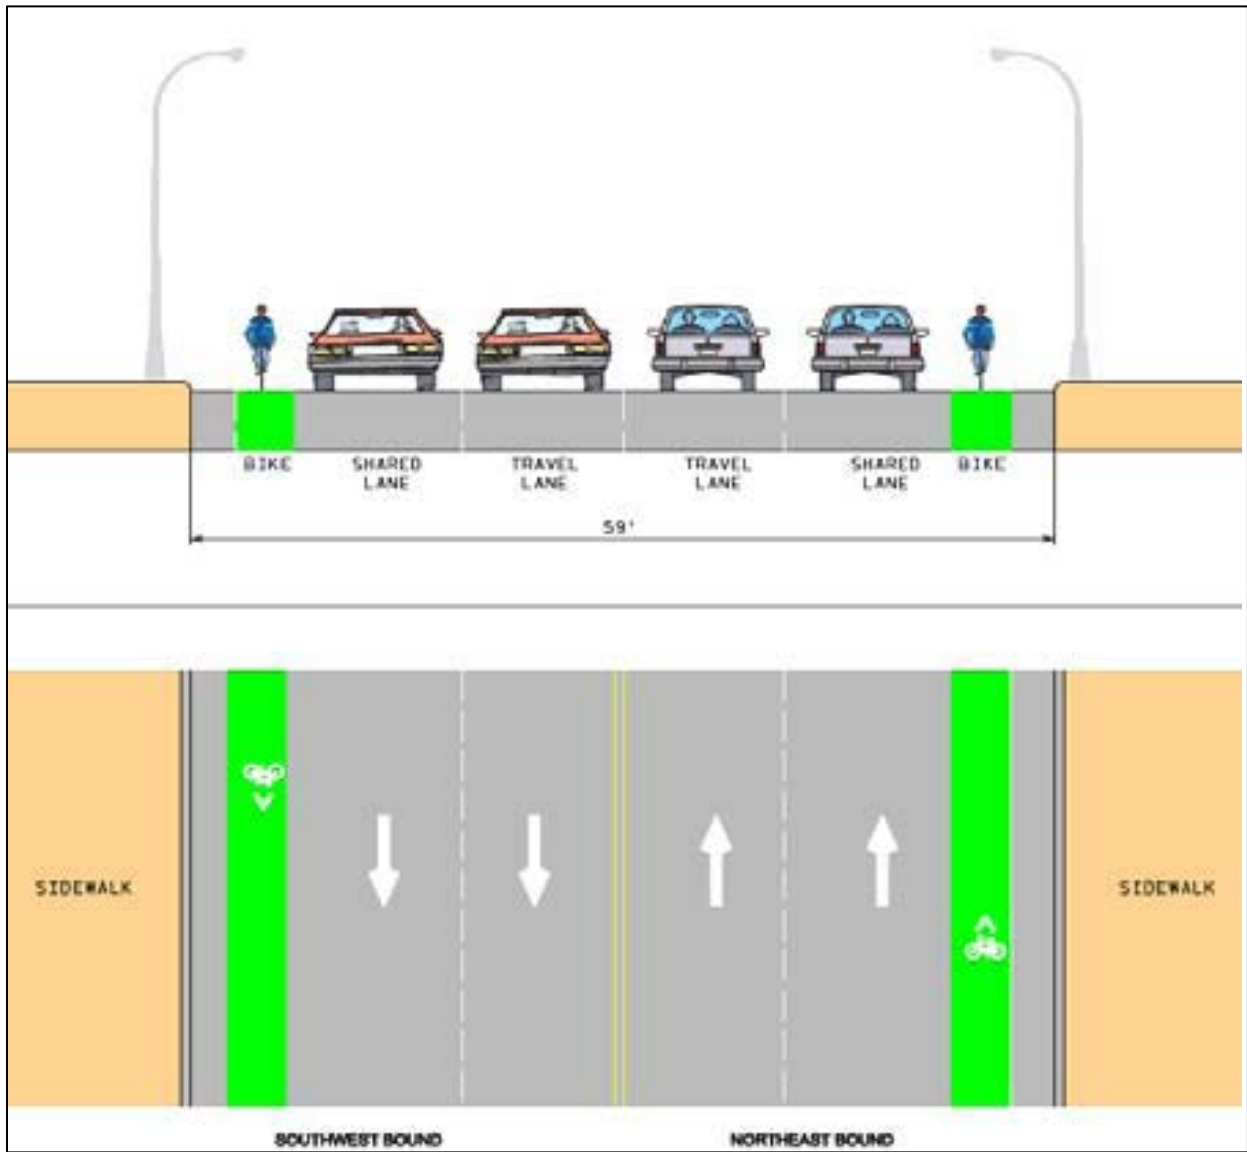 BIKE
SHARED
LANE
TRAVEL
LANE
TRAVEL
LANE
SHARED
LANE
BIKE
59'
SIDEWALK
SIDEWALK
SOUTHWEST BOUND
NORTHEAST BOUND